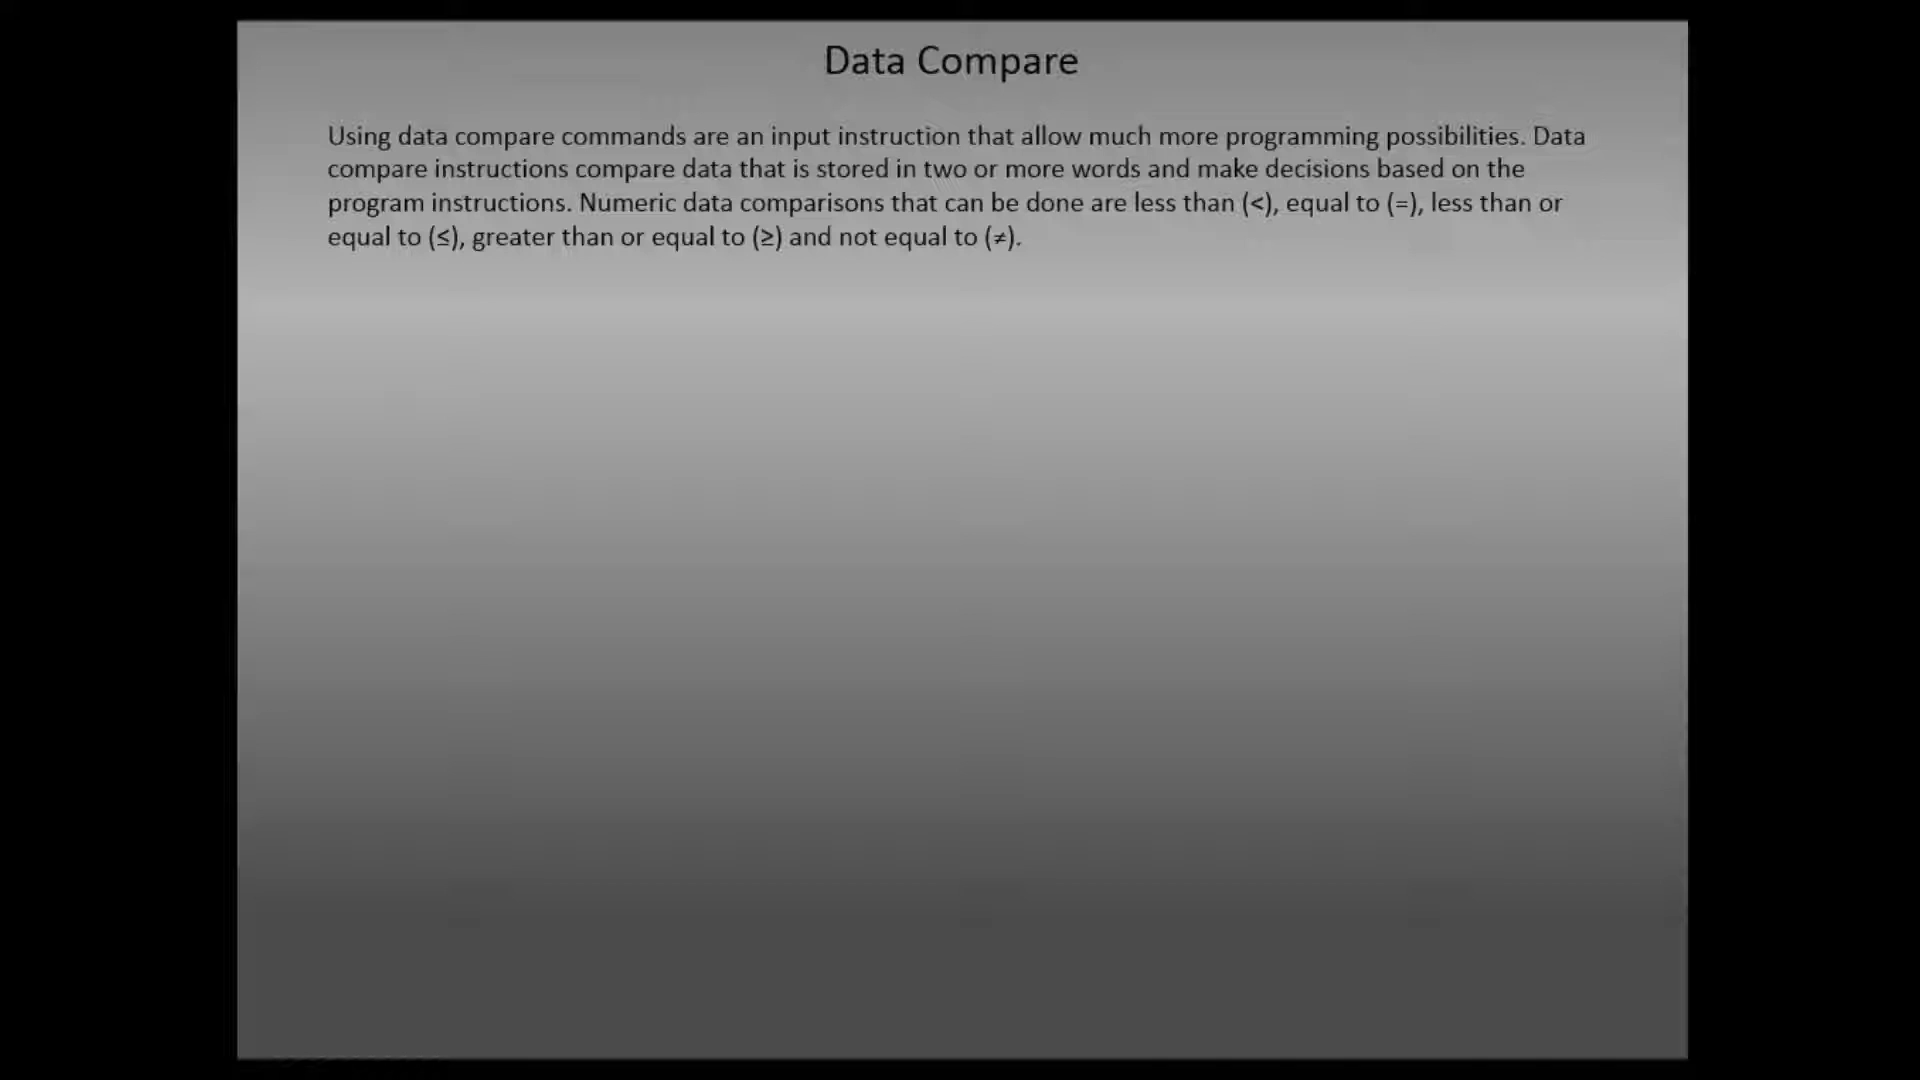 Data Compare
Using data compare commands are an input instruction that allow much more programming possibilities. Data
compare instructions compare data that is stored in two or more words and make decisions based on the
program instructions. Numeric data comparisons that can be done are less than (<), equal to (=), less than or
equal to (≤), greater than or equal to (≥) and not equal to (≠).